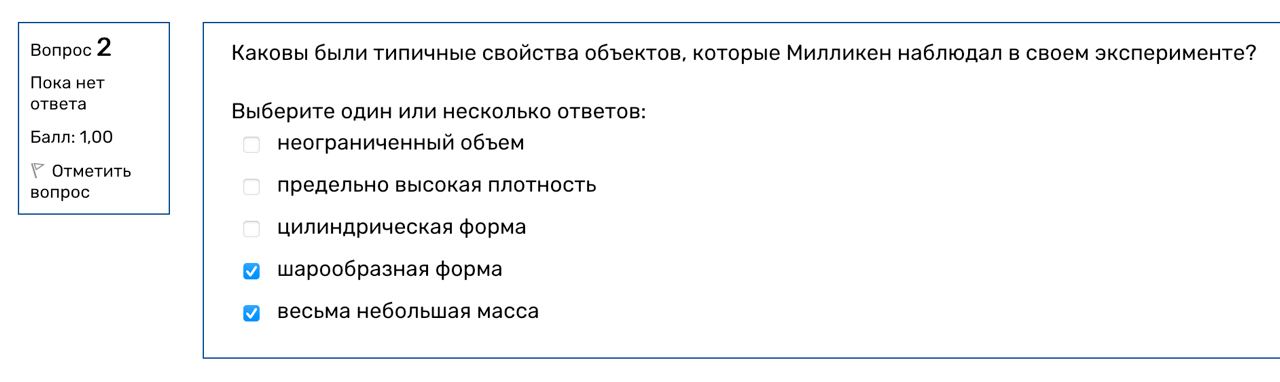 Вопрос 2
Пока нет
ответа
Балл: 1,00
Отметить
вопрос
Каковы были типичные свойства объектов, которые Милликен наблюдал в своем эксперименте?
Выберите один или несколько ответов:
неограниченный объем
предельно высокая плотность
цилиндрическая форма
шарообразная форма
весьма небольшая масса